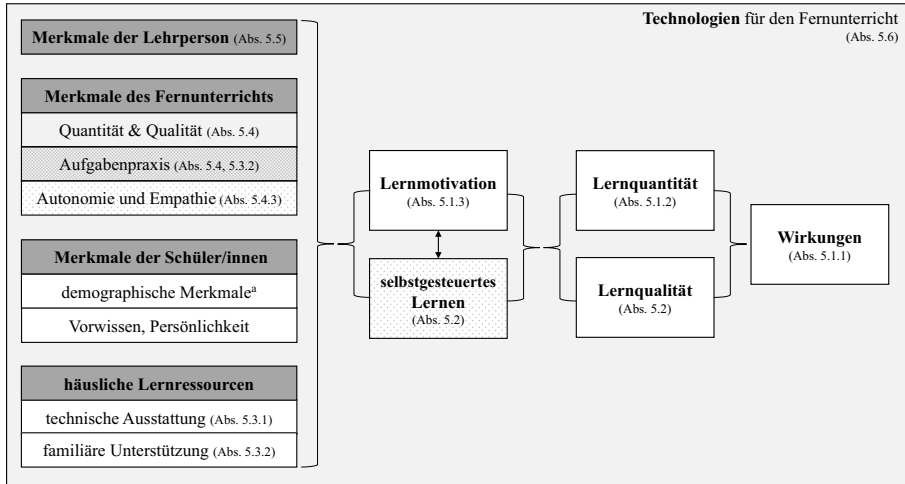 Technologien für den Fernunterricht
(Abs. 5.6)
Merkmale der Lehrperson (Abs. 5.5)
Merkmale des Fernunterrichts
Quantität & Qualität (Abs. 5.4)
Aufgabenpraxis (Abs. 5.4, 5.3.2)
Autonomie und Empathie (Abs. 5.4.3)
Merkmale der Schüler/innen
demographische Merkmaleᵃ
Vorwissen, Persönlichkeit
häusliche Lernressourcen
technische Ausstattung (Abs. 5.3.1)
familiäre Unterstützung (Abs. 5.3.2)
Lernmotivation
(Abs. 5.1.3)
selbstgesteuertes
Lernen
(Abs. 5.2)
Lernquantität
(Abs. 5.1.2)
Lernqualität
(Abs. 5.2)
Wirkungen
(Abs. 5.1.1)